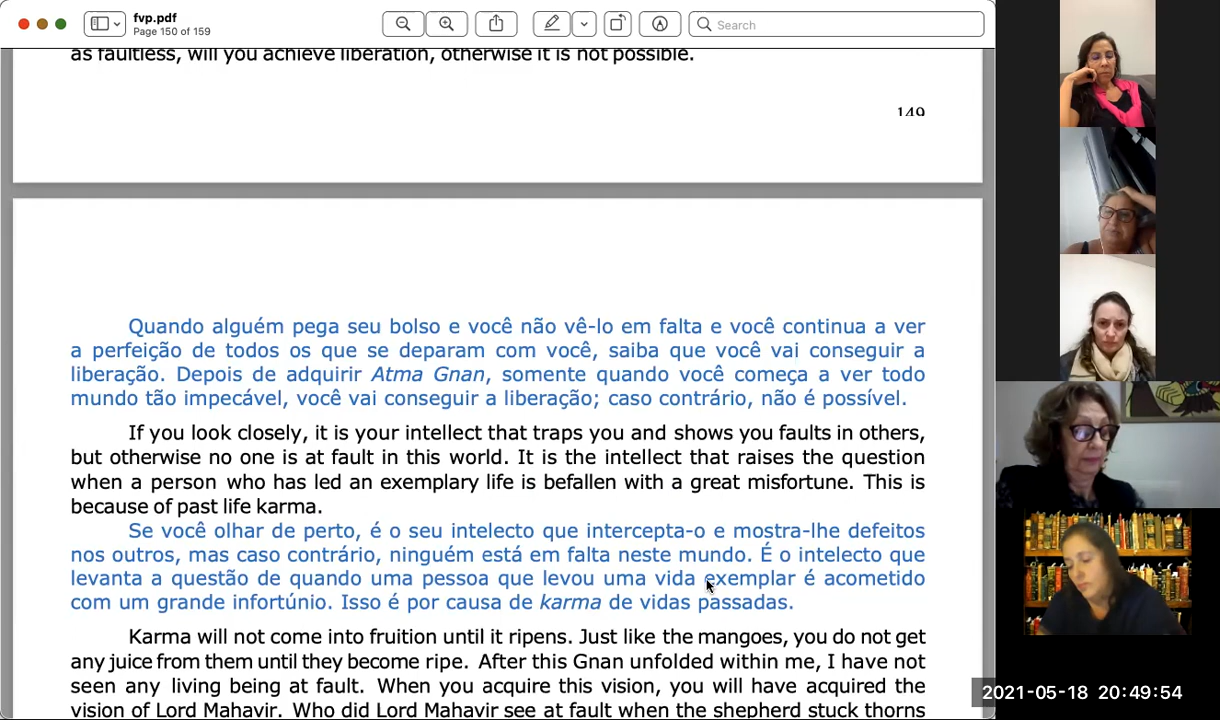 fvp.pdf
Page 150 of 159
Search
as faultless, will you achieve liberation, otherwise it is not possible.
149
Quando alguém pega seu bolso e você não vê-lo em falta e você continua a ver
a perfeição de todos os que se deparam com você, saiba que você vai conseguir a
liberação. Depois de adquirir Atma Gnan, somente quando você começa a ver todo
mundo tão impecável, você vai conseguir a liberação; caso contrário, não é possível.
If you look closely, it is your intellect that traps you and shows you faults in others,
but otherwise no one is at fault in this world. It is the intellect that raises the question
when a person who has led an exemplary life is befallen with a great misfortune. This is
because of past life karma.
Se você olhar de perto, é o seu intelecto que intercepta-o e mostra-lhe defeitos
nos outros, mas caso contrário, ninguém está em falta neste mundo. É o intelecto que
levanta a questão de quando uma pessoa que levou uma vida exemplar é acometido
com um grande infortúnio. Isso é por causa de karma de vidas passadas.
Karma will not come into fruition until it ripens. Just like the mangoes, you do not get
any juice from them until they become ripe. After this Gnan unfolded within me, I have not
seen any living being at fault. When you acquire this vision, you will have acquired the
vision of Lord Mahavir. Who did Lord Mahavir see at fault when the shepherd stuck thorns
2021-05-18 20:49:54